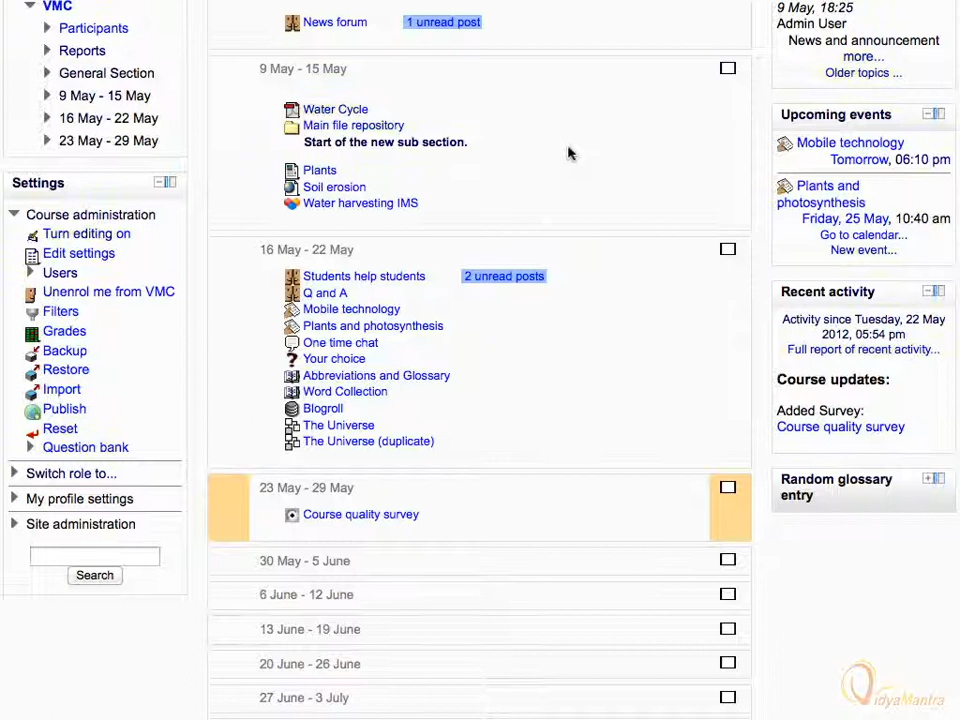 VMC
Participants
Reports
General Section
9 May - 15 May
16 May - 22 May
23 May - 29 May
Settings
Course administration
Turn editing on
Edit settings
Users
Unenrol me from VMC
Filters
Grades
Backup
Restore
Import
Publish
Reset
Question bank
Switch role to...
My profile settings
Site administration
Search
News forum 1 unread post
9 May - 15 May
Water Cycle
Main file repository
Start of the new sub section.
Plants
Soil erosion
Water harvesting IMS
16 May - 22 May
Students help students 2 unread posts
Q and A
Mobile technology
Plants and photosynthesis
One time chat
Your choice
Abbreviations and Glossary
Word Collection
Blogroll
The Universe
The Universe (duplicate)
23 May - 29 May
Course quality survey
30 May - 5 June
6 June - 12 June
13 June - 19 June
20 June - 26 June
27 June - 3 July
9 May, 18:25
Admin User
News and announcement
more...
Older topics ...
Upcoming events
Mobile technology
Tomorrow, 06:10 pm
Plants and
photosynthesis
Friday, 25 May, 10:40 am
Go to calendar...
New event...
Recent activity
Activity since Tuesday, 22 May
2012, 05:54 pm
Full report of recent activity...
Course updates:
Added Survey:
Course quality survey
Random glossary
entry
VidyaMantra